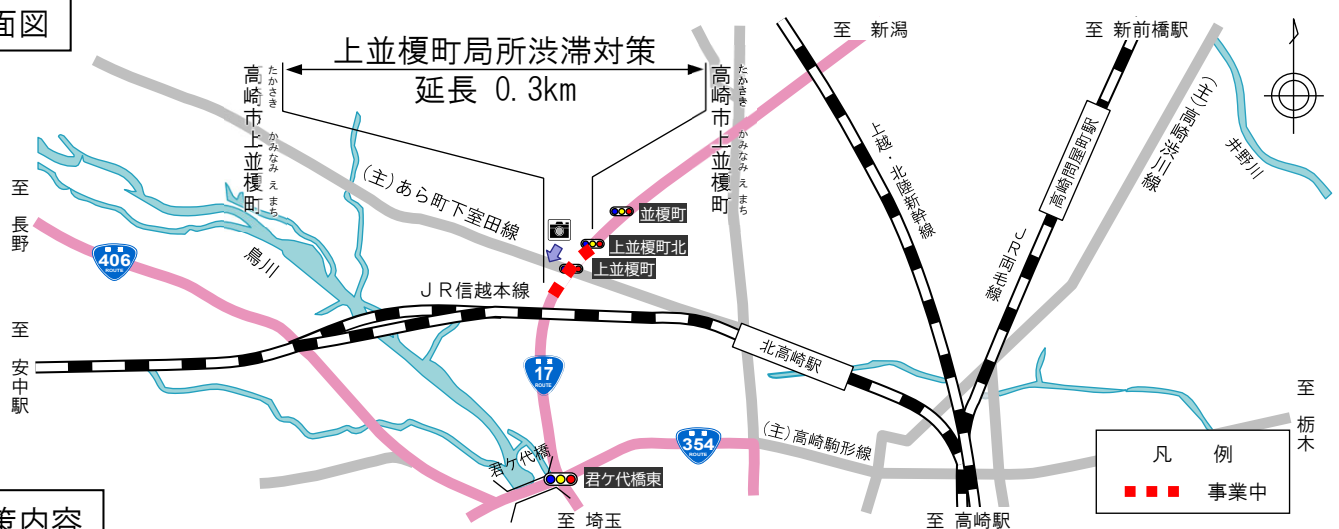 面図
上並榎町局所渋滞対策
延長 0.3km
高崎市上並榎町
たかさき かみなみ え まち
高崎市上並榎町
たかさき かみなみ え まち
至 新潟
至 新前橋駅
(主)高崎渋川線
井野川
上越・北陸新幹線
高崎問屋町駅
JR両毛線
(主)あら町下室田線
並榎町
上並榎町北
上並榎町
至 長野
406
ROUTE
烏川
JR信越本線
至 安中駅
17
ROUTE
北高崎駅
354
ROUTE
(主)高崎駒形線
至 栃木
君ケ代橋
君ケ代橋東
至 埼玉
至 高崎駅
凡 例
事業中
策内容